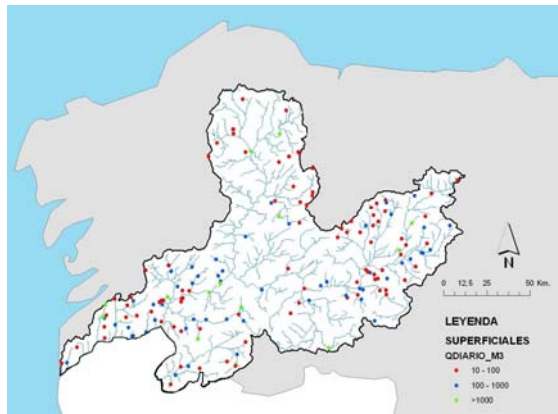 N
0 12,5 25 50 Km.
LEYENDA
SUPERFICIALES
QDIARIO_M3
10 - 100
100 - 1000
>1000